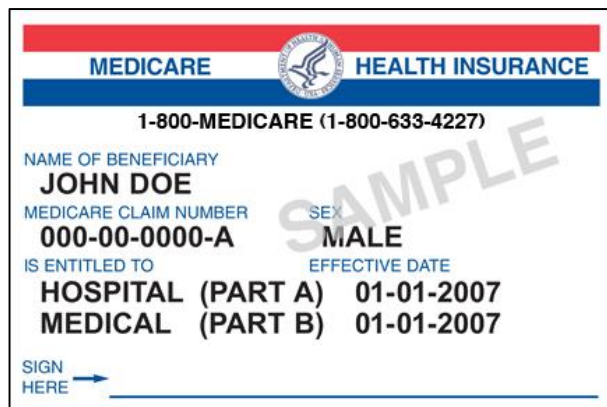 MEDICARE HEALTH INSURANCE
1-800-MEDICARE (1-800-633-4227)
NAME OF BENEFICIARY
JOHN DOE
MEDICARE CLAIM NUMBER SEX
000-00-0000-A MALE
IS ENTITLED TO EFFECTIVE DATE
HOSPITAL (PART A) 01-01-2007
MEDICAL (PART B) 01-01-2007
SIGN
HERE
SAMPLE